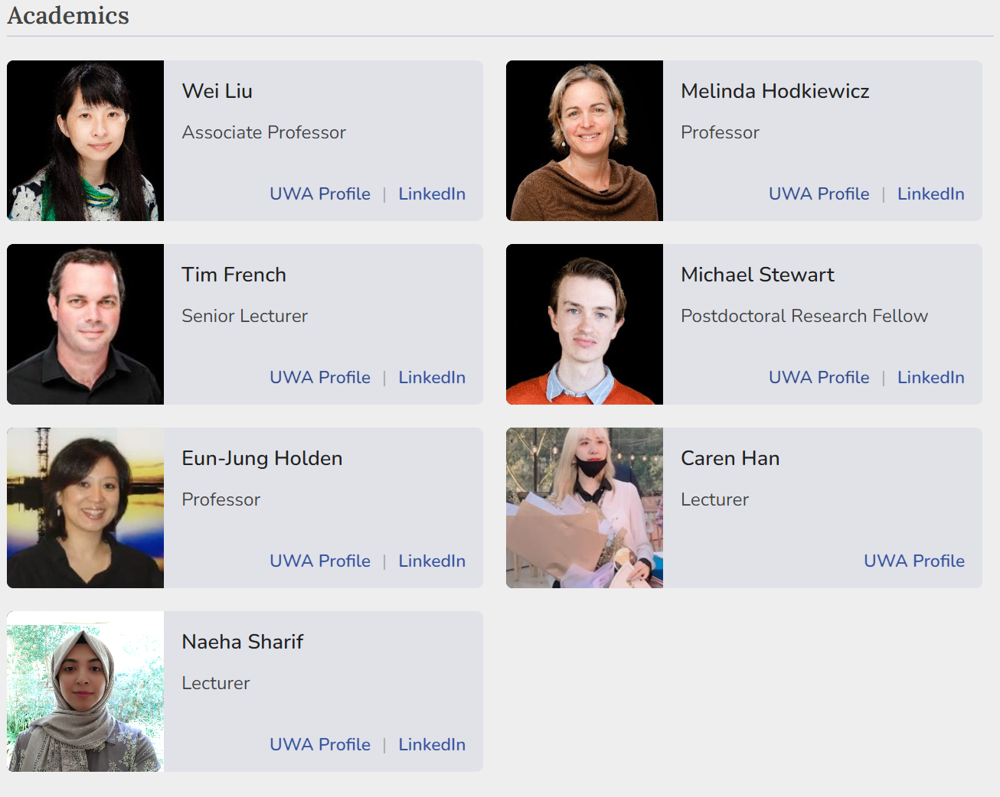 Academics
Wei Liu
Associate Professor
UWA Profile | LinkedIn
Melinda Hodkiewicz
Professor
UWA Profile | LinkedIn
Tim French
Senior Lecturer
UWA Profile | LinkedIn
Michael Stewart
Postdoctoral Research Fellow
UWA Profile | LinkedIn
Eun-Jung Holden
Professor
UWA Profile | LinkedIn
Caren Han
Lecturer
UWA Profile
Naeha Sharif
Lecturer
UWA Profile | LinkedIn